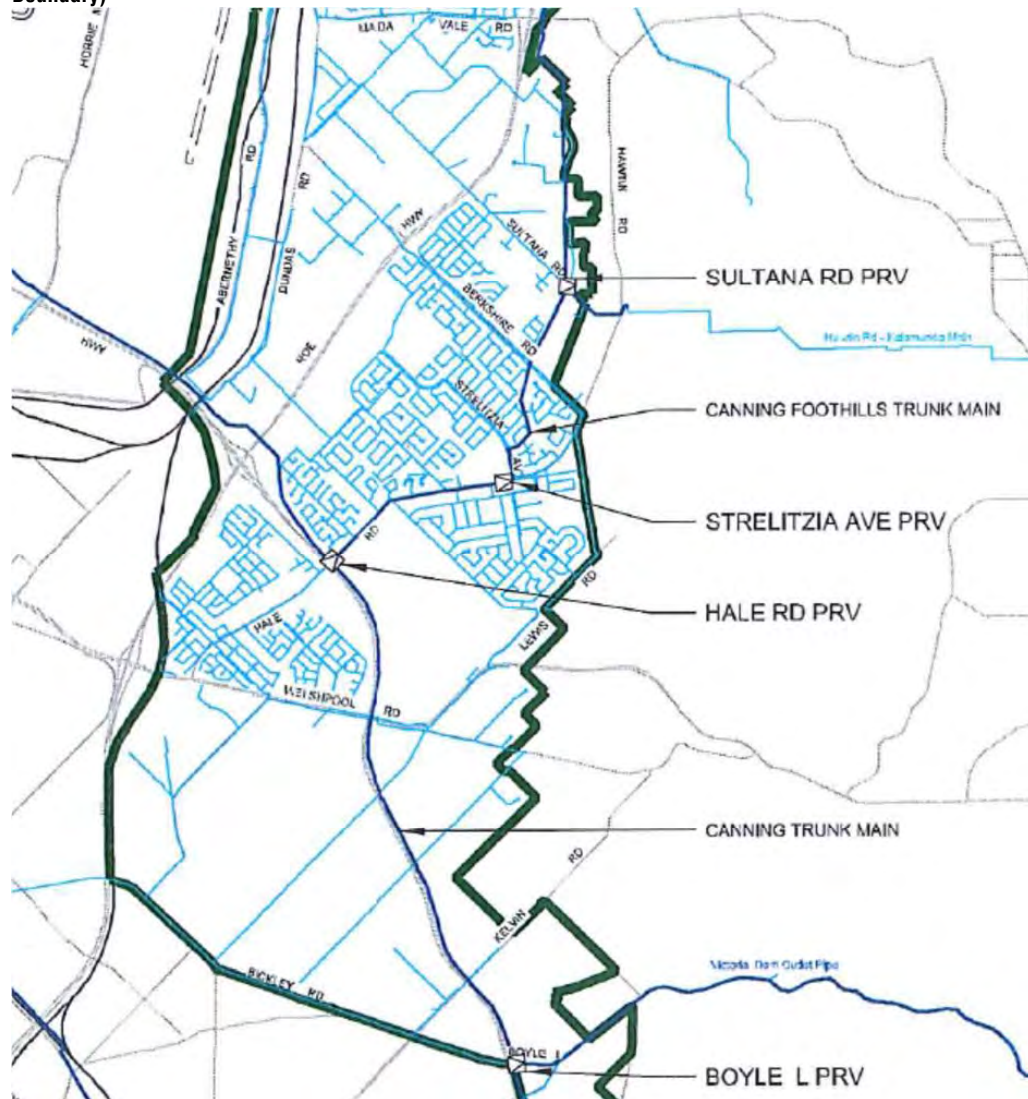 Boundary)
HORRIE
VALE RD
ABERNETHY RD
DUNDAS RD
HAWTIN RD
ROE HWY
SULTANA RD
SULTANA RD PRV
BERKSHIRE RD
HWY
STRELITZIA AV
CANNING FOOTHILLS TRUNK MAIN
STRELITZIA AVE PRV
HALE RD
HALE RD PRV
LEWIS RD
WELSHPOOL RD
CANNING TRUNK MAIN
KELVIN RD
Victoria Dam Outlet Pipe
BICKLEY RD
BOYLE L
BOYLE L PRV